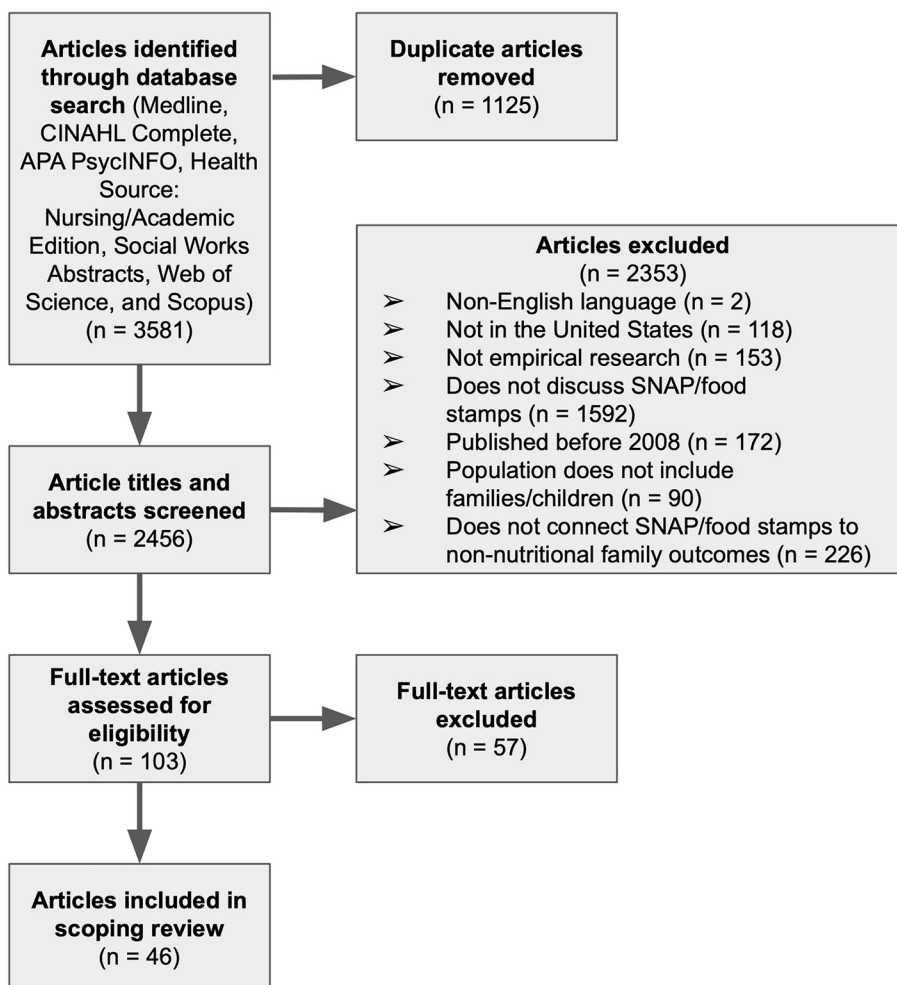 Articles identified
through database
search (Medline,
CINAHL Complete,
APA PsycINFO, Health
Source:
Nursing/Academic
Edition, Social Works
Abstracts, Web of
Science, and Scopus)
(n = 3581)
Duplicate articles
removed
(n = 1125)
Articles excluded
(n = 2353)
➢ Non-English language (n = 2)
➢ Not in the United States (n = 118)
➢ Not empirical research (n = 153)
➢ Does not discuss SNAP/food
stamps (n = 1592)
➢ Published before 2008 (n = 172)
➢ Population does not include
families/children (n = 90)
➢ Does not connect SNAP/food stamps to
non-nutritional family outcomes (n = 226)
Article titles and
abstracts screened
(n = 2456)
Full-text articles
assessed for
eligibility
(n = 103)
Full-text articles
excluded
(n = 57)
Articles included in
scoping review
(n = 46)